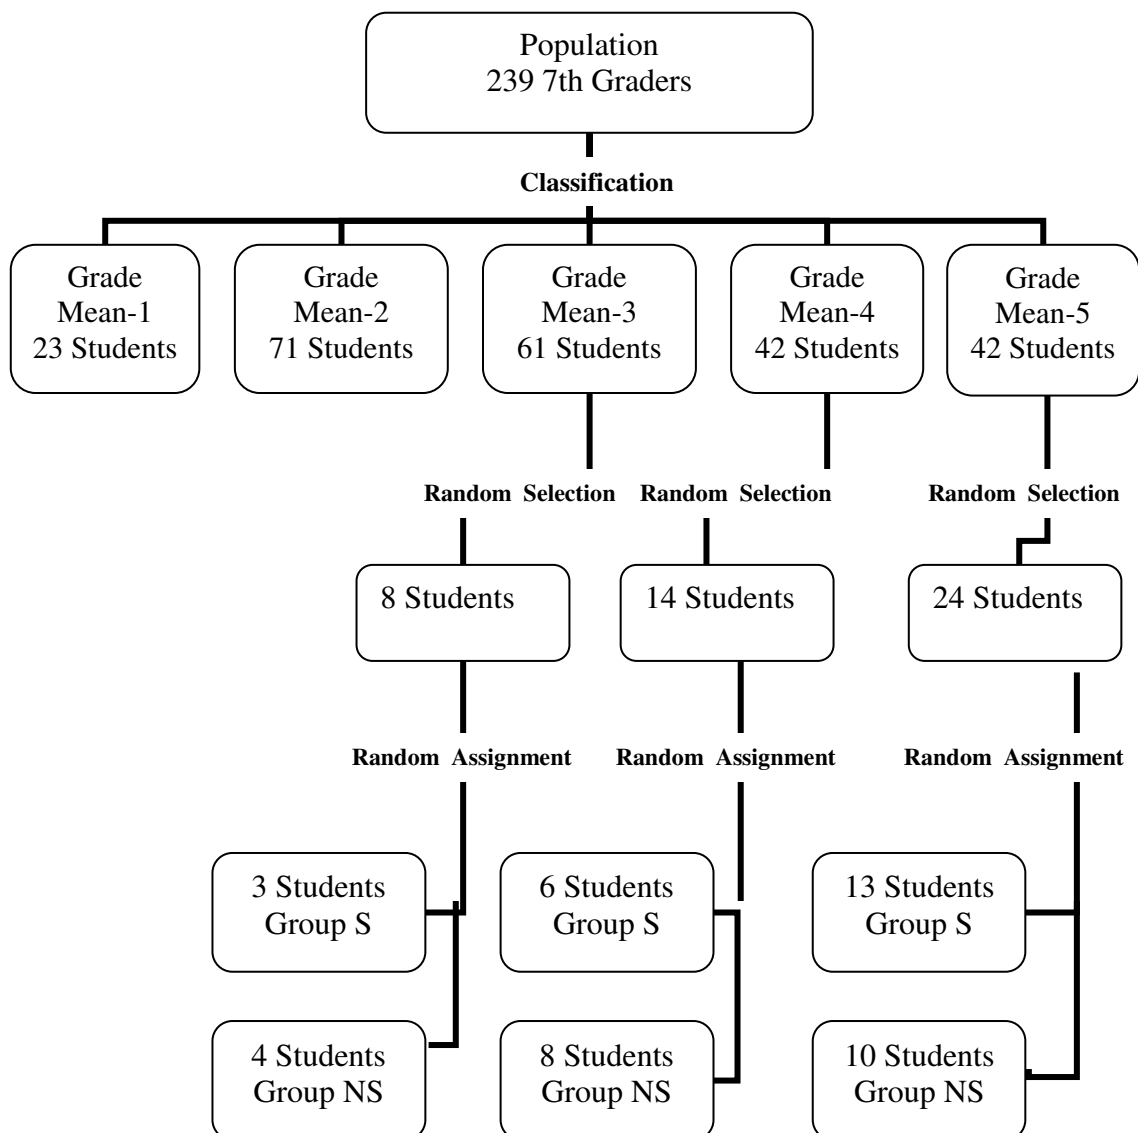 Population
239 7th Graders
Classification
Grade
Mean-1
23 Students
Grade
Mean-2
71 Students
Grade
Mean-3
61 Students
Grade
Mean-4
42 Students
Grade
Mean-5
42 Students
Random Selection
Random Selection
Random Selection
8 Students
14 Students
24 Students
Random Assignment
Random Assignment
Random Assignment
3 Students
Group S
6 Students
Group S
13 Students
Group S
4 Students
Group NS
8 Students
Group NS
10 Students
Group NS